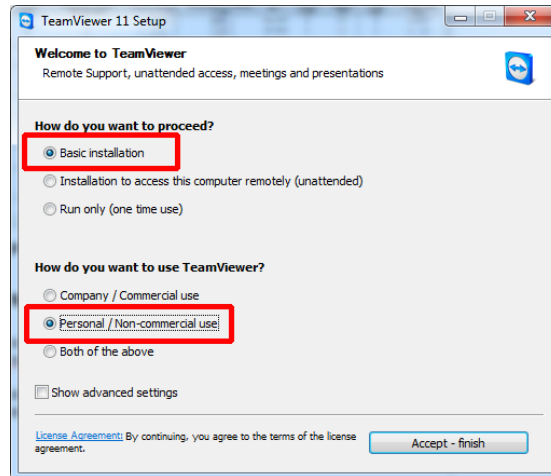 TeamViewer 11 Setup
Welcome to TeamViewer
Remote Support, unattended access, meetings and presentations
How do you want to proceed?
Basic installation
Installation to access this computer remotely (unattended)
Run only (one time use)
How do you want to use TeamViewer?
Company / Commercial use
Personal / Non-commercial use
Both of the above
Show advanced settings
License Agreement: By continuing, you agree to the terms of the license
agreement.
Accept - finish